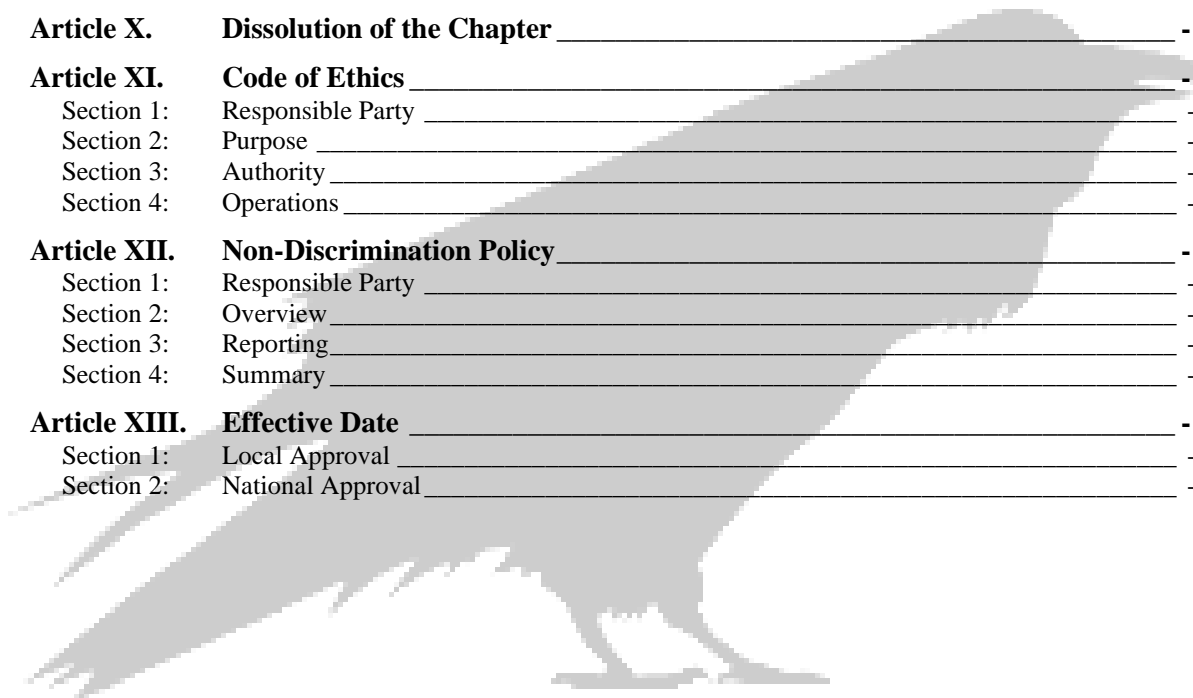 Article X. Dissolution of the Chapter -
Article XI. Code of Ethics -
Section 1: Responsible Party -
Section 2: Purpose -
Section 3: Authority -
Section 4: Operations -
Article XII. Non-Discrimination Policy -
Section 1: Responsible Party -
Section 2: Overview -
Section 3: Reporting -
Section 4: Summary -
Article XIII. Effective Date -
Section 1: Local Approval -
Section 2: National Approval -